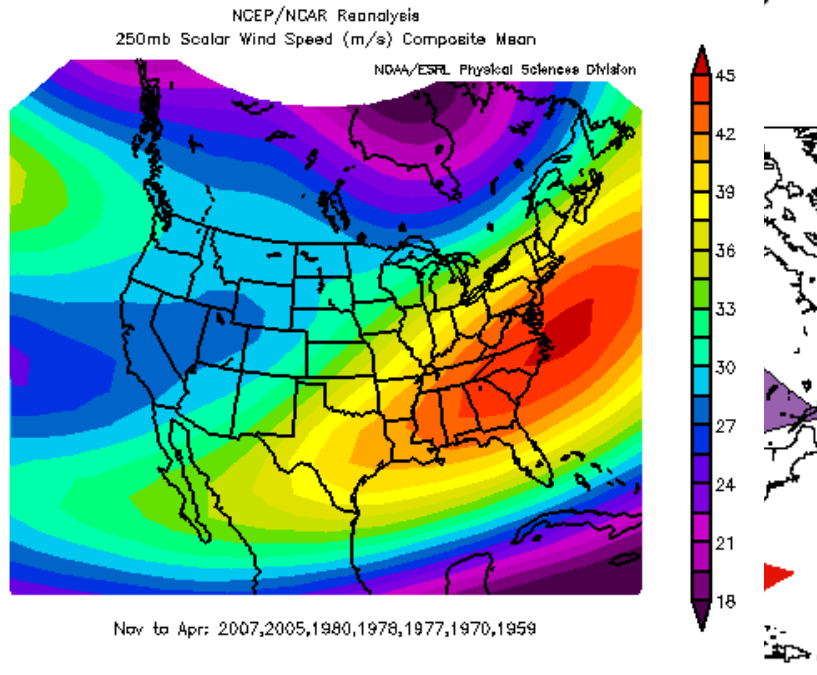 NCEP/NCAR Reanalysis
250mb Scalar Wind Speed (m/s) Composite Mean
NOAA/ESRL Physical Sciences Division
45
42
39
36
33
30
27
24
21
18
Nov to Apr: 2007,2005,1980,1978,1977,1970,1959